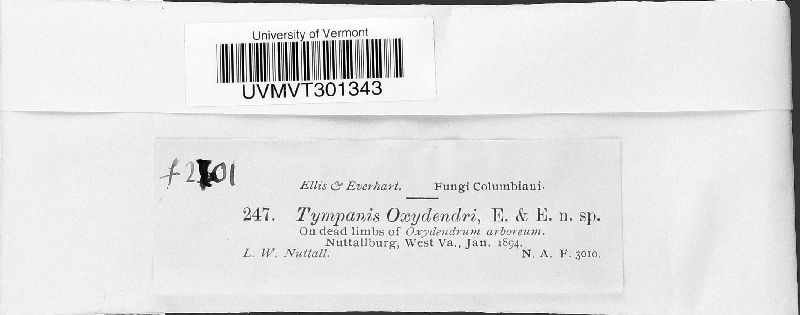 University of Vermont
UVMVT301343
Ellis & Everhart. Fungi Columbiani.
247. Tympanis Oxydendri, E. & E. n. sp.
On dead limbs of Oxydendrum arboreum.
Nuttallburg, West Va., Jan. 1894.
L. W. Nuttall. N. A. F. 3010.